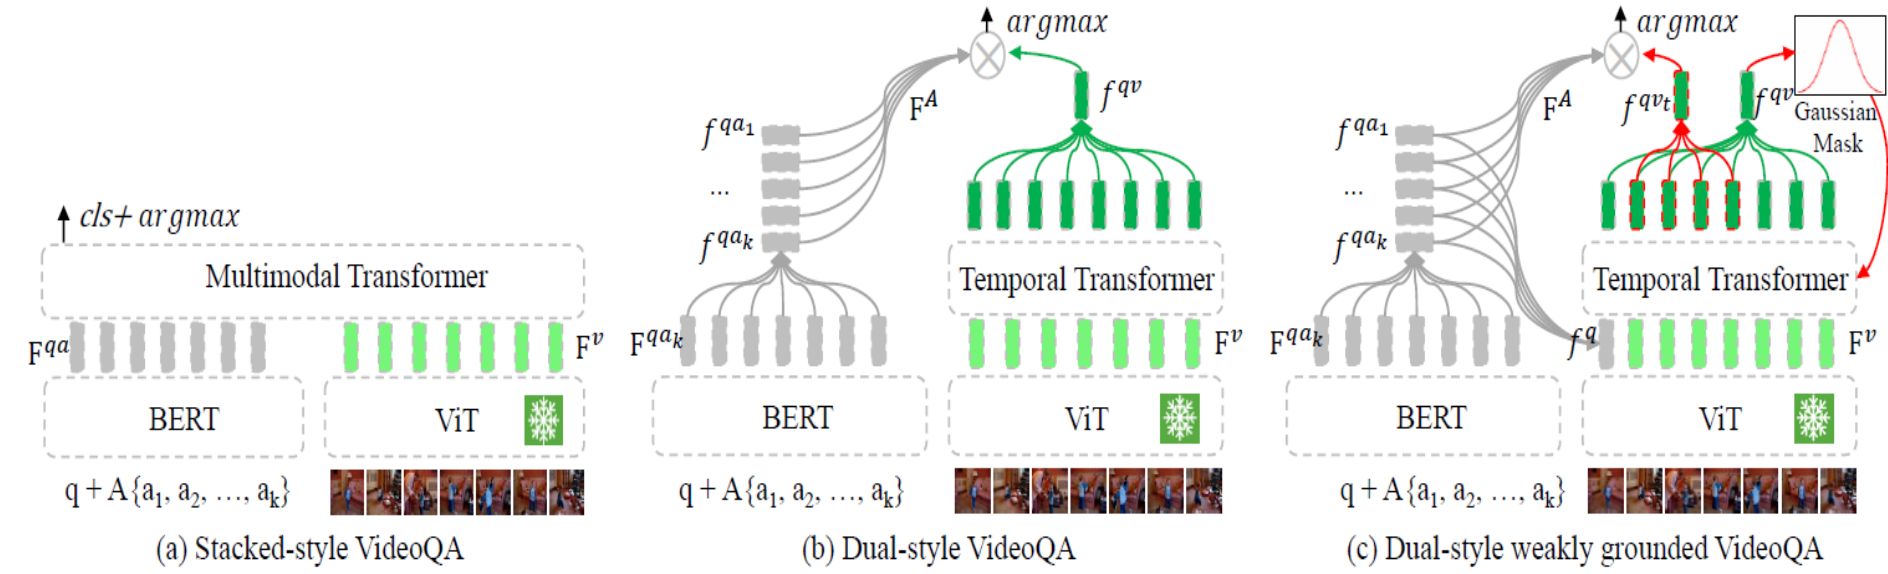 cls+ argmax
Multimodal Transformer
F^{qa}
F^v
BERT
ViT
q + A{a_1, a_2, …, a_k}
(a) Stacked-style VideoQA
argmax
F^A
f^{qv}
f^{qa_1}
...
f^{qa_k}
Temporal Transformer
F^{qa_k}
F^v
BERT
ViT
q + A{a_1, a_2, …, a_k}
(b) Dual-style VideoQA
argmax
F^A
f^{qv_t}
f^{qv}
Gaussian
Mask
f^{qa_1}
...
f^{qa_k}
Temporal Transformer
F^{qa_k}
f^q
F^v
BERT
ViT
q + A{a_1, a_2, …, a_k}
(c) Dual-style weakly grounded VideoQA